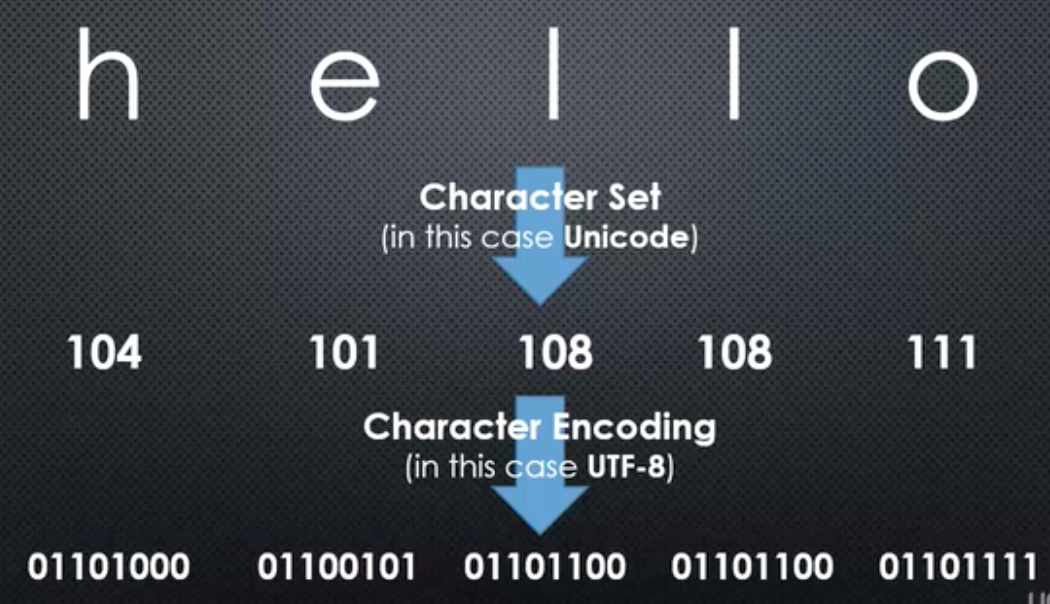 h e l l o
Character Set
(in this case Unicode)
104 101 108 108 111
Character Encoding
(in this case UTF-8)
01101000 01100101 01101100 01101100 01101111